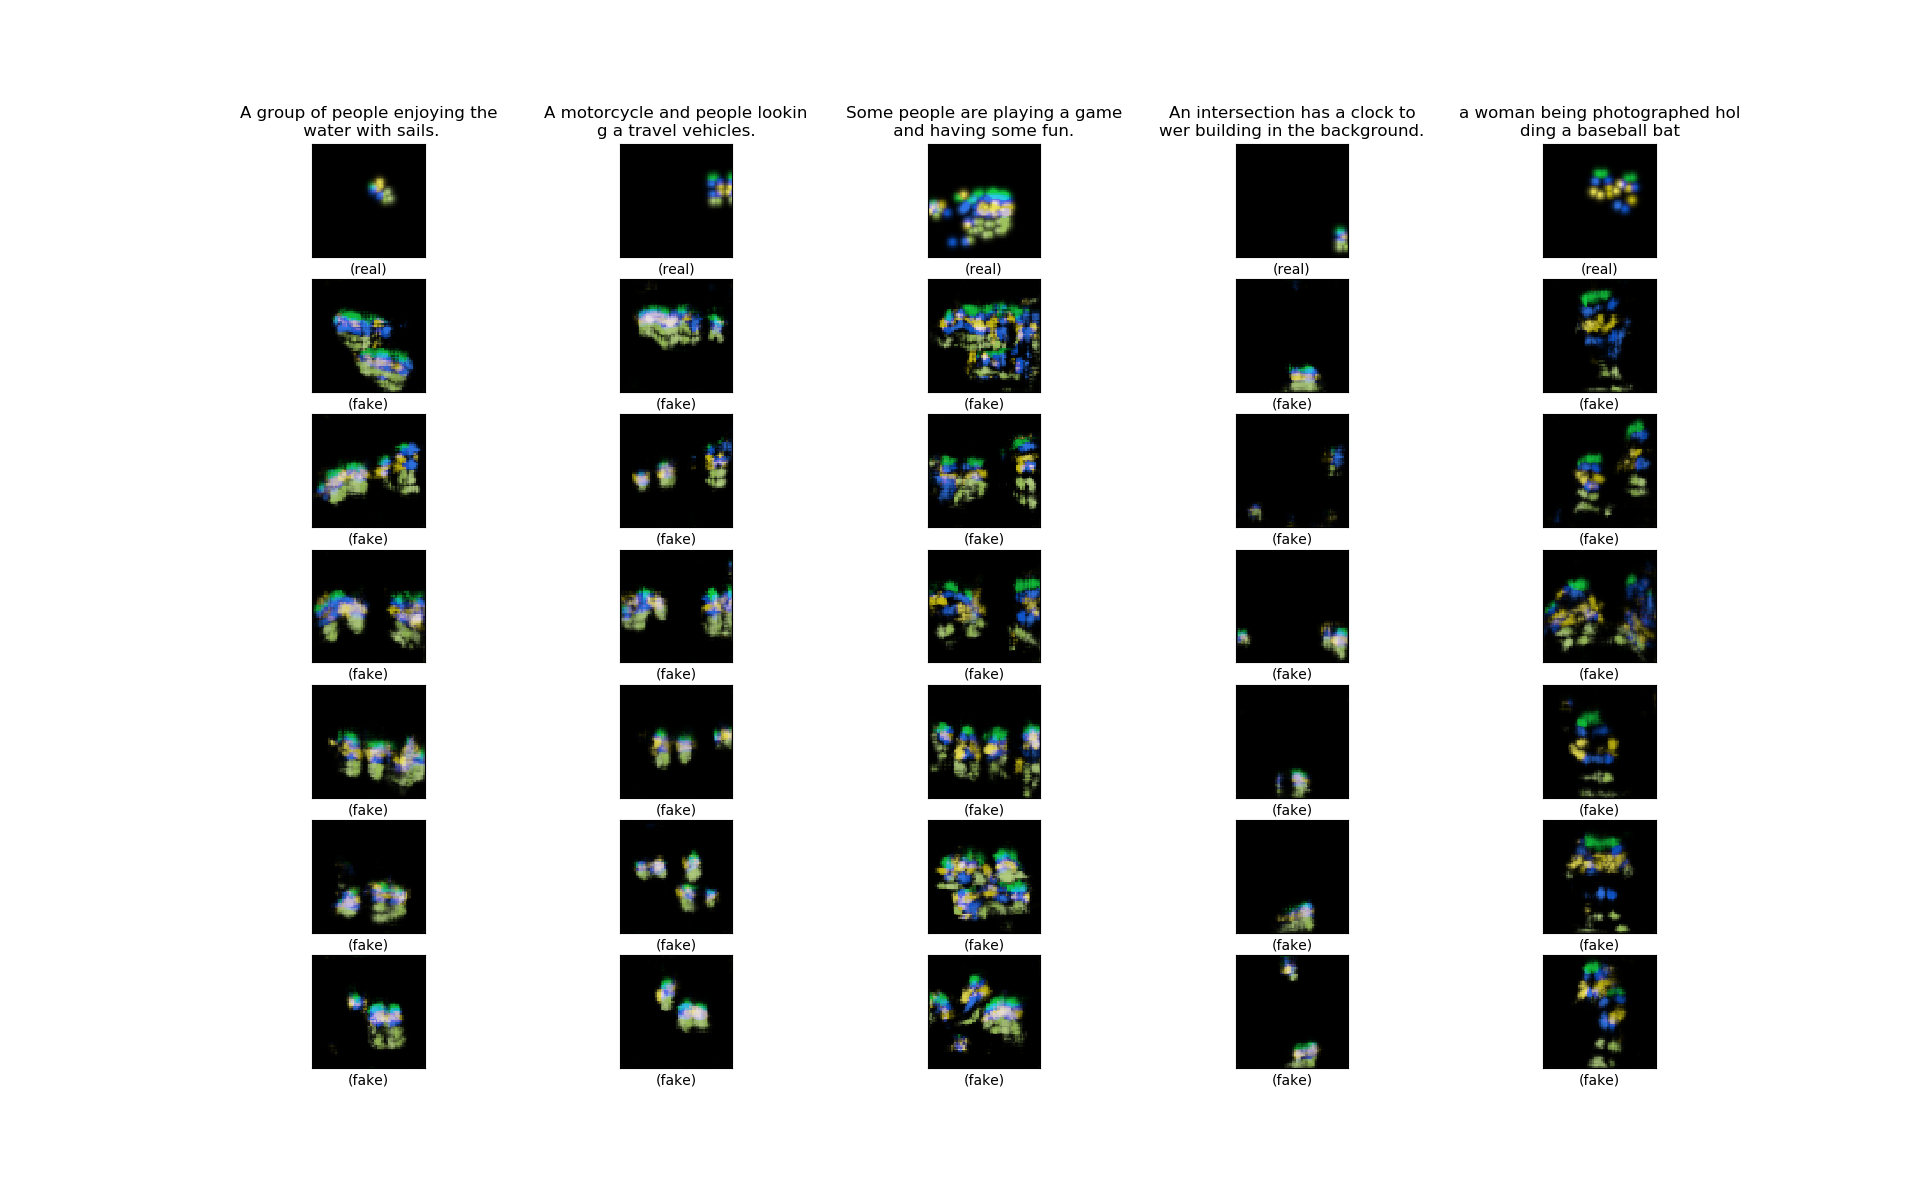 A group of people enjoying the
water with sails.
A motorcycle and people lookin
g a travel vehicles.
Some people are playing a game
and having some fun.
An intersection has a clock to
wer building in the background.
a woman being photographed hol
ding a baseball bat
(real) (real) (real) (real) (real)
(fake) (fake) (fake) (fake) (fake)
(fake) (fake) (fake) (fake) (fake)
(fake) (fake) (fake) (fake) (fake)
(fake) (fake) (fake) (fake) (fake)
(fake) (fake) (fake) (fake) (fake)
(fake) (fake) (fake) (fake) (fake)